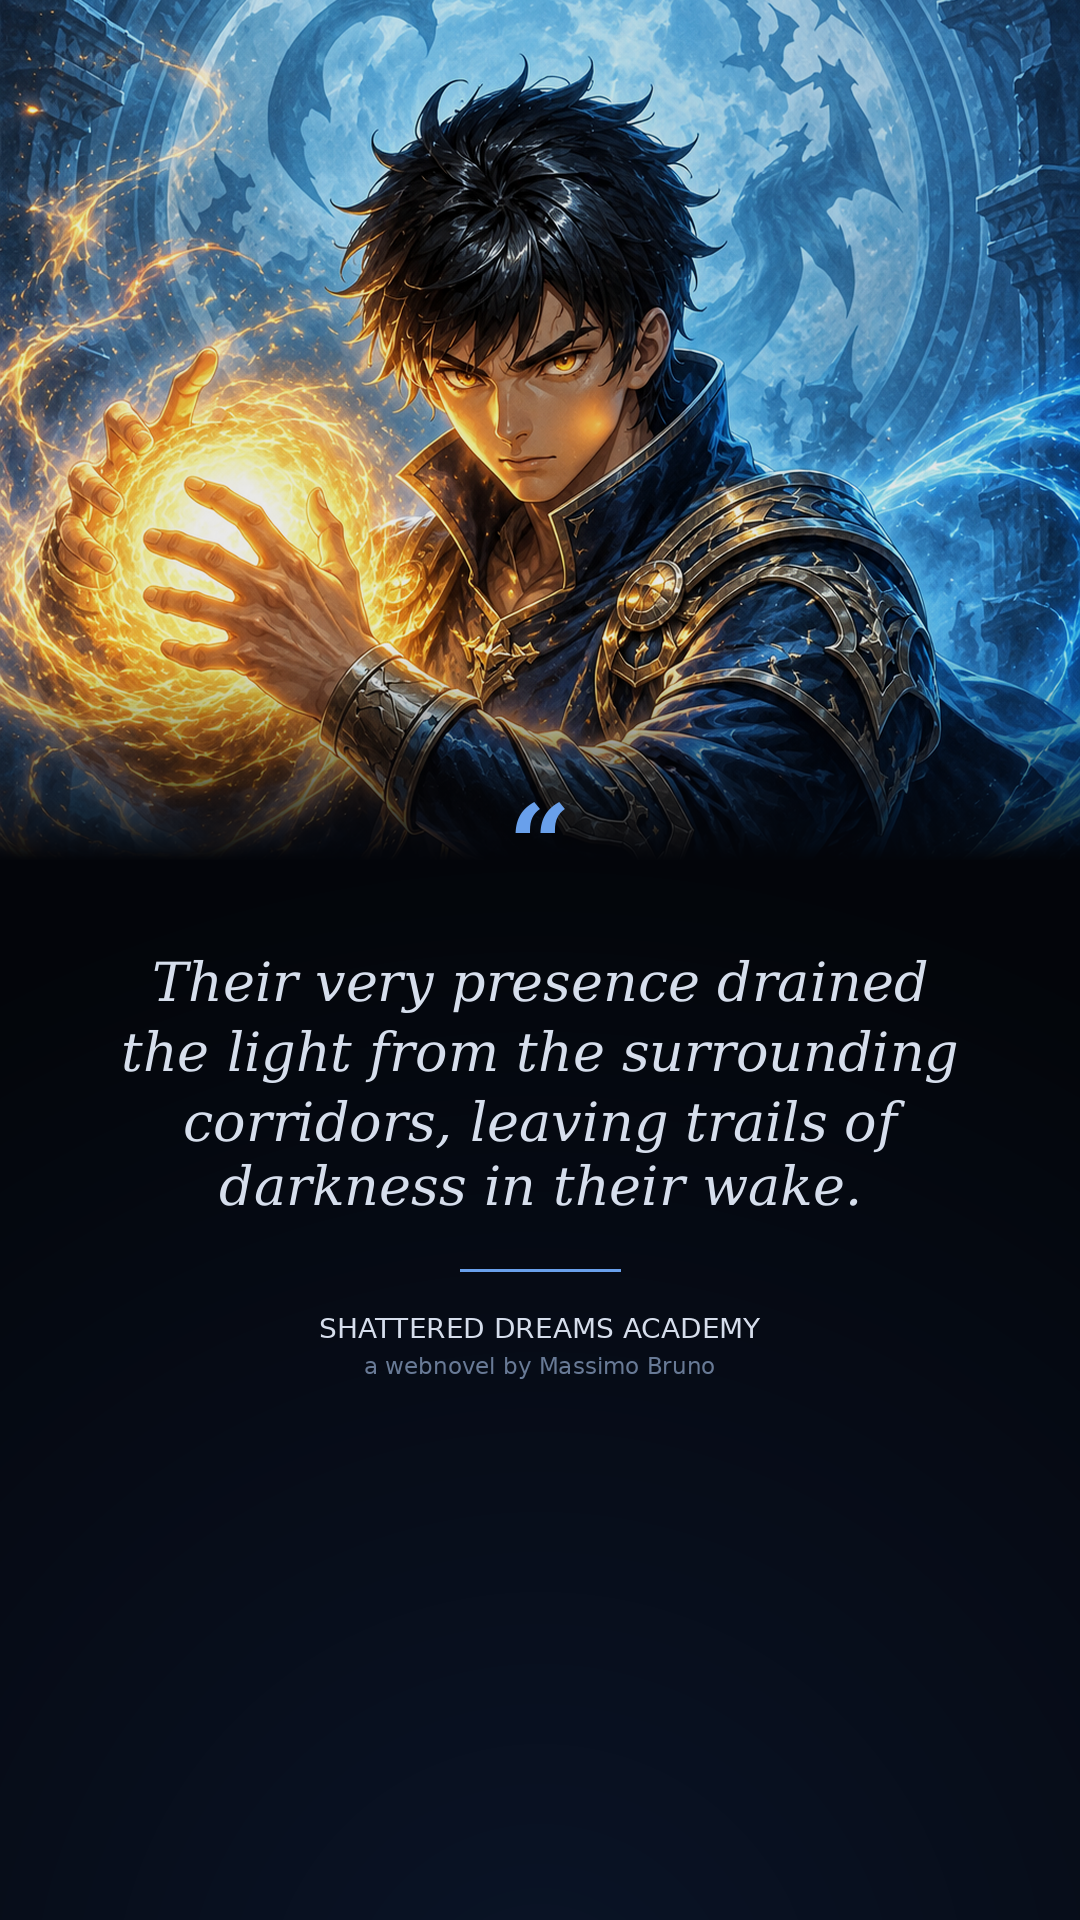 “
Their very presence drained
the light from the surrounding
corridors, leaving trails of
darkness in their wake.
SHATTERED DREAMS ACADEMY
a webnovel by Massimo Bruno